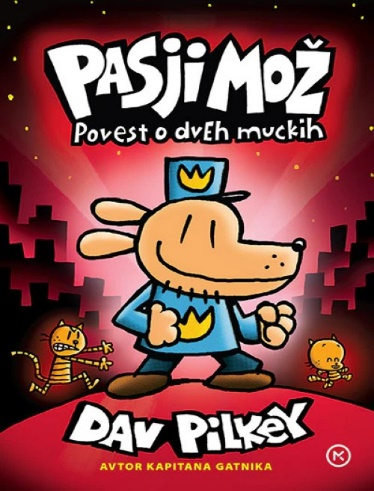 PASJI MOŽ
Povest o dvEh muckih
DAV PILKEY
AVTOR KAPITANA GATNIKA